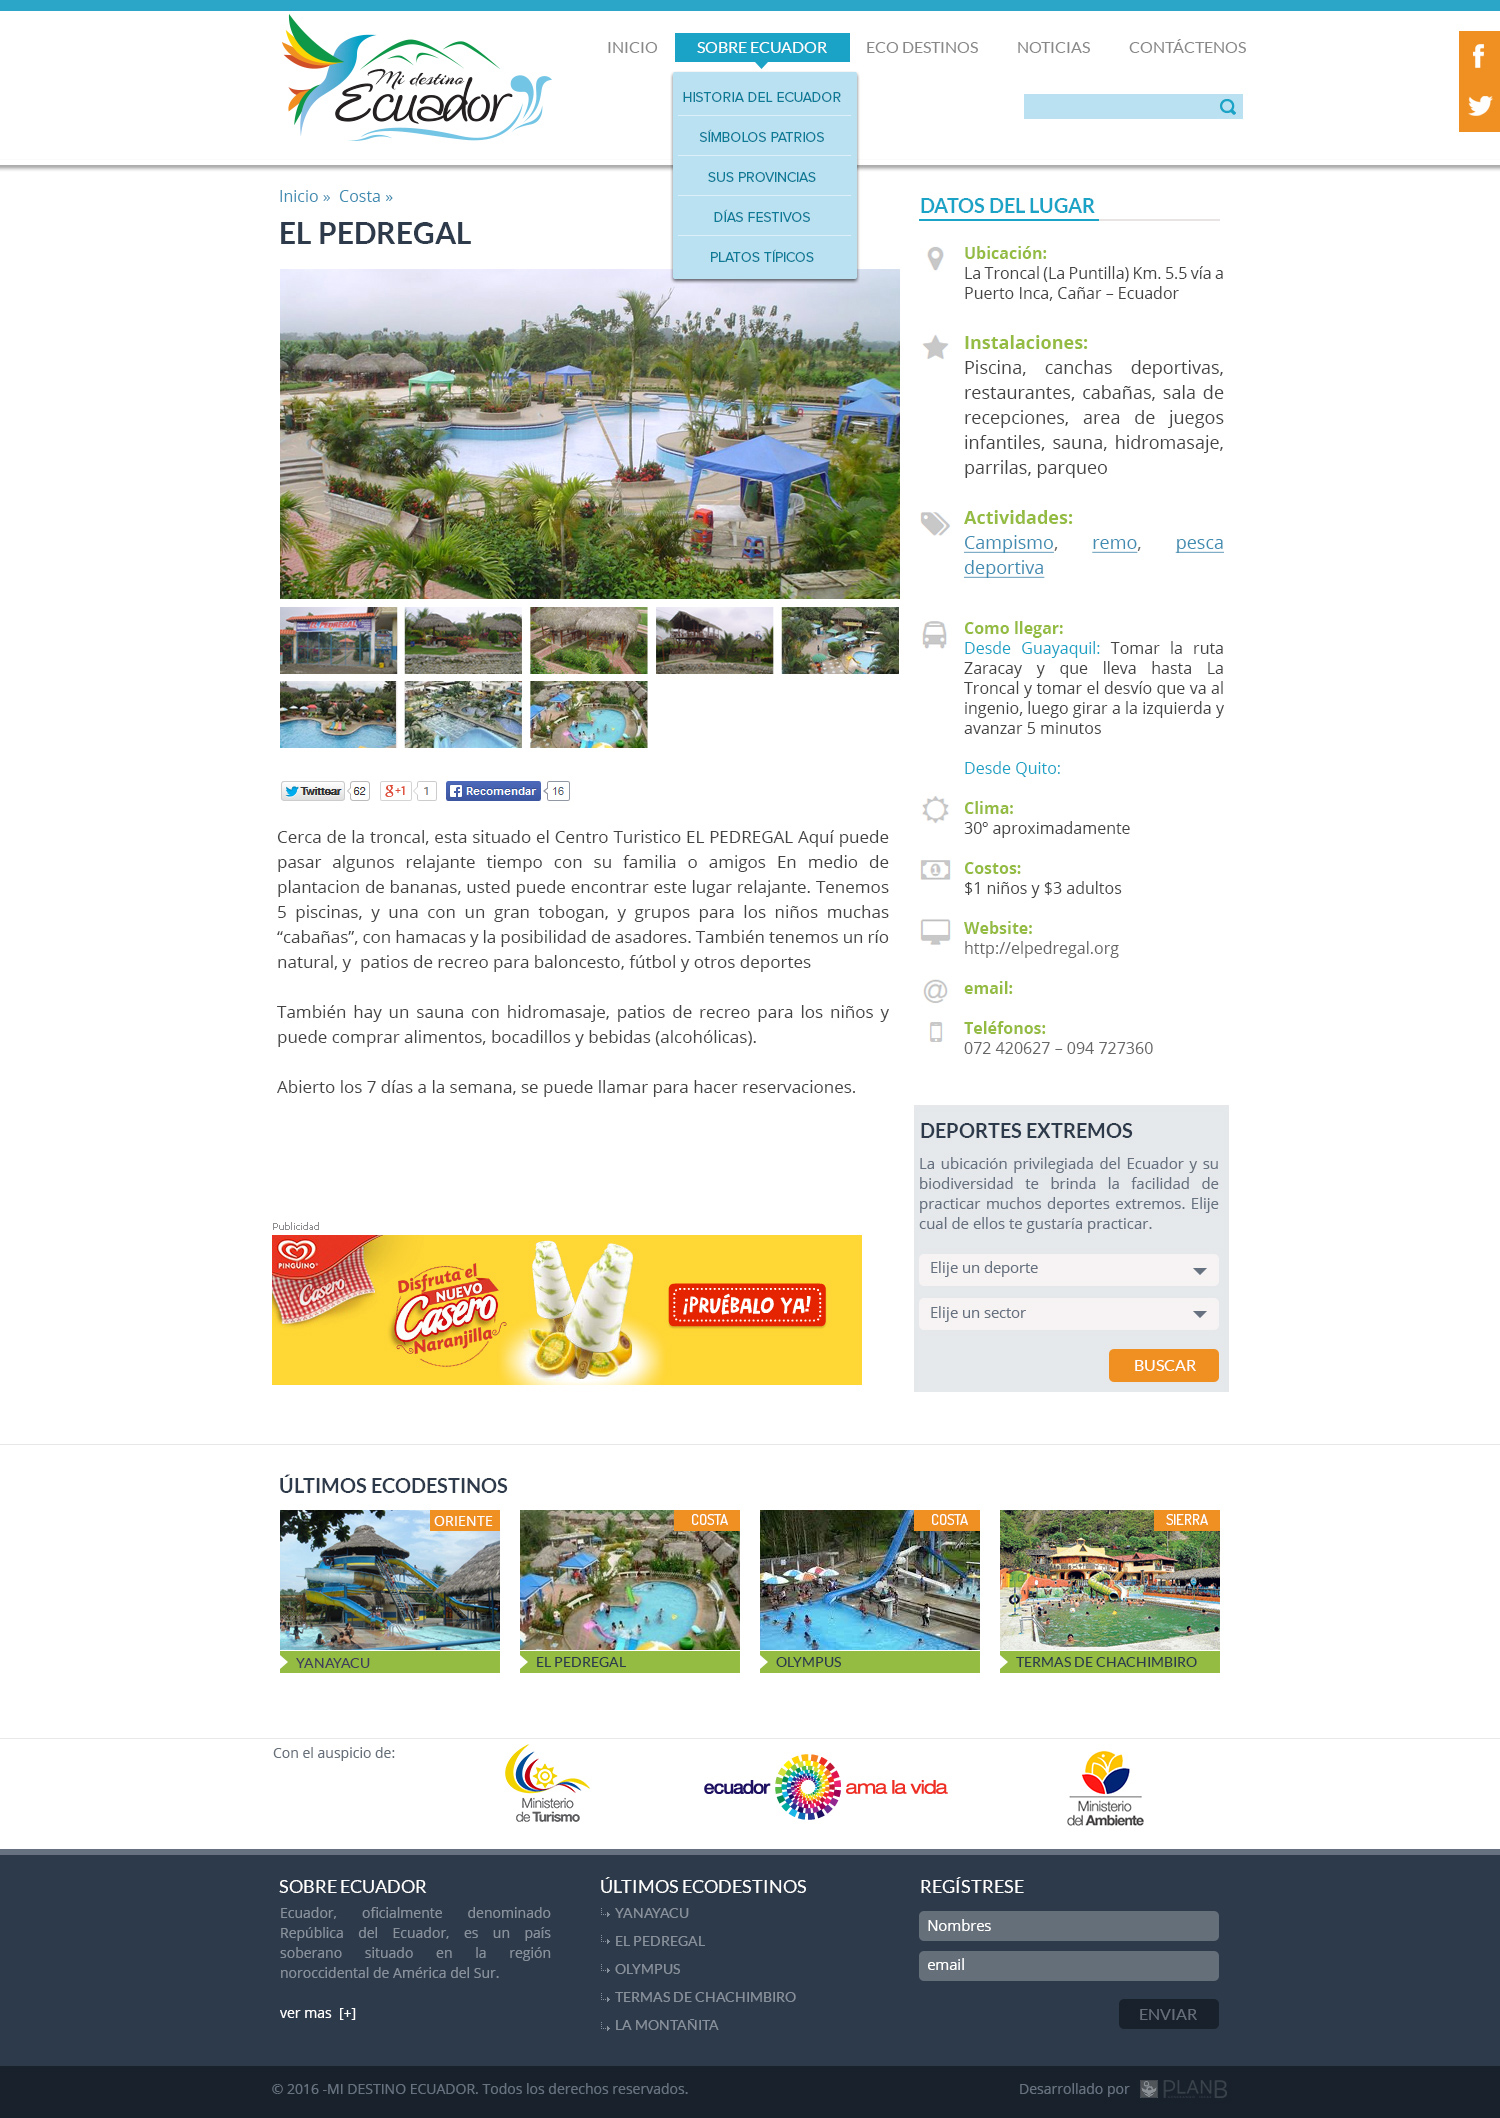 Mi destino
Ecuador
INICIO
SOBRE ECUADOR
ECO DESTINOS
NOTICIAS
CONTÁCTENOS
HISTORIA DEL ECUADOR
SÍMBOLOS PATRIOS
SUS PROVINCIAS
DÍAS FESTIVOS
PLATOS TÍPICOS
Inicio » Costa »
EL PEDREGAL
EL PEDREGAL
Twittear 62
g+1 1
Recomendar 16
Cerca de la troncal, esta situado el Centro Turistico EL PEDREGAL Aquí puede
pasar algunos relajante tiempo con su familia o amigos En medio de
plantacion de bananas, usted puede encontrar este lugar relajante. Tenemos
5 piscinas, y una con un gran tobogan, y grupos para los niños muchas
“cabañas”, con hamacas y la posibilidad de asadores. También tenemos un río
natural, y patios de recreo para baloncesto, fútbol y otros deportes
También hay un sauna con hidromasaje, patios de recreo para los niños y
puede comprar alimentos, bocadillos y bebidas (alcohólicas).
Abierto los 7 días a la semana, se puede llamar para hacer reservaciones.
DATOS DEL LUGAR
Ubicación:
La Troncal (La Puntilla) Km. 5.5 vía a
Puerto Inca, Cañar – Ecuador
Instalaciones:
Piscina, canchas deportivas,
restaurantes, cabañas, sala de
recepciones, area de juegos
infantiles, sauna, hidromasaje,
parrilas, parqueo
Actividades:
Campismo, remo, pesca
deportiva
Como llegar:
Desde Guayaquil: Tomar la ruta
Zaracay y que lleva hasta La
Troncal y tomar el desvío que va al
ingenio, luego girar a la izquierda y
avanzar 5 minutos
Desde Quito:
Clima:
30º aproximadamente
Costos:
$1 niños y $3 adultos
Website:
http://elpedregal.org
email:
Teléfonos:
072 420627 – 094 727360
DEPORTES EXTREMOS
La ubicación privilegiada del Ecuador y su
biodiversidad te brinda la facilidad de
practicar muchos deportes extremos. Elije
cual de ellos te gustaría practicar.
Elije un deporte
Elije un sector
BUSCAR
Publicidad
PINGÜINO
Casero
Disfruta el
NUEVO
Casero
Naranjilla
¡PRUÉBALO YA!
ÚLTIMOS ECODESTINOS
ORIENTE
COSTA
COSTA
SIERRA
YANAYACU
EL PEDREGAL
OLYMPUS
TERMAS DE CHACHIMBIRO
Con el auspicio de:
Ministerio
de Turismo
ecuador ama la vida
Ministerio
del Ambiente
SOBRE ECUADOR
Ecuador, oficialmente denominado
República del Ecuador, es un país
soberano situado en la región
noroccidental de América del Sur.
ver mas [+]
ÚLTIMOS ECODESTINOS
YANAYACU
EL PEDREGAL
OLYMPUS
TERMAS DE CHACHIMBIRO
LA MONTAÑITA
REGÍSTRESE
Nombres
email
ENVIAR
© 2016 -MI DESTINO ECUADOR. Todos los derechos reservados.
Desarrollado por PLANB